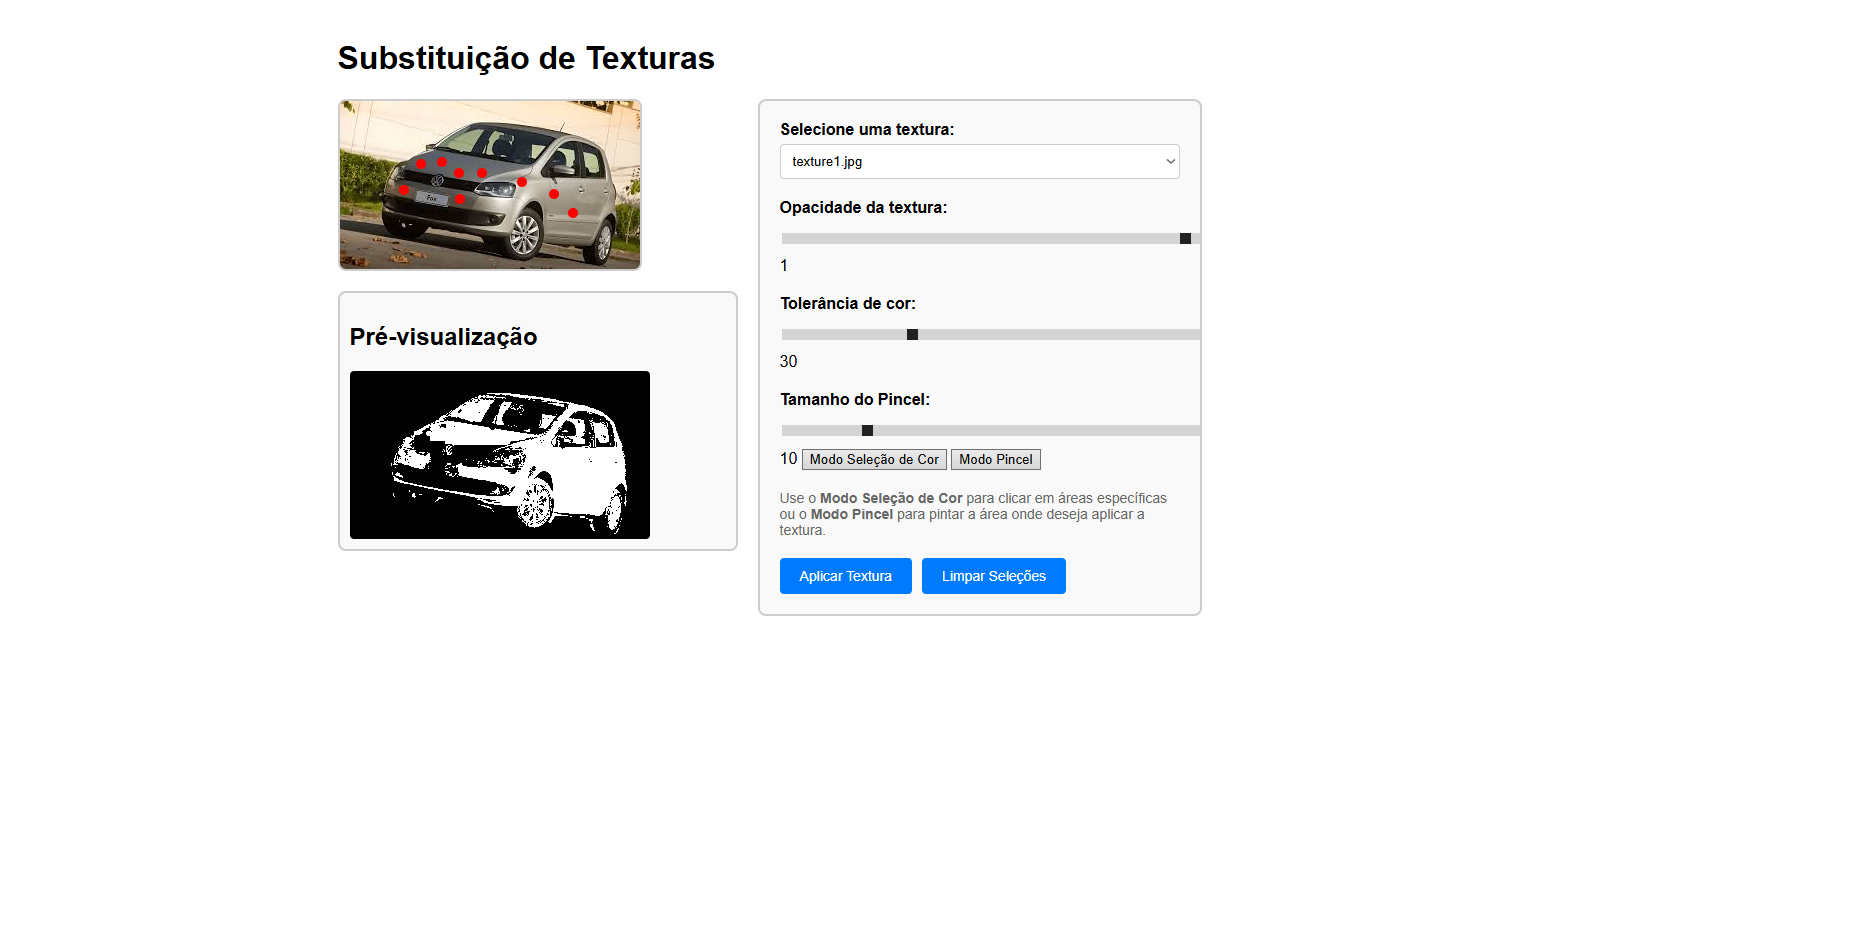 Substituição de Texturas
Fox
Pré-visualização
Selecione uma textura:
texture1.jpg
Opacidade da textura:
1
Tolerância de cor:
30
Tamanho do Pincel:
10 Modo Seleção de Cor Modo Pincel
Use o Modo Seleção de Cor para clicar em áreas específicas
ou o Modo Pincel para pintar a área onde deseja aplicar a
textura.
Aplicar Textura Limpar Seleções